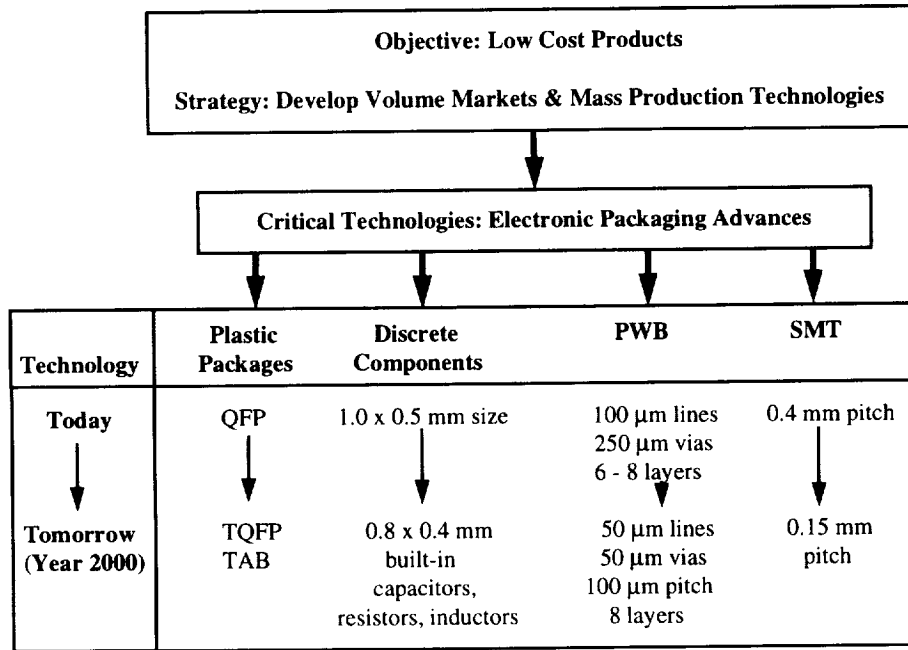 Objective: Low Cost Products
Strategy: Develop Volume Markets & Mass Production Technologies
Critical Technologies: Electronic Packaging Advances
Technology
Plastic
Packages
Discrete
Components
PWB
SMT
Today
QFP
1.0 x 0.5 mm size
100 µm lines
250 µm vias
6 - 8 layers
0.4 mm pitch
Tomorrow
(Year 2000)
TQFP
TAB
0.8 x 0.4 mm
built-in
capacitors,
resistors, inductors
50 µm lines
50 µm vias
100 µm pitch
8 layers
0.15 mm
pitch